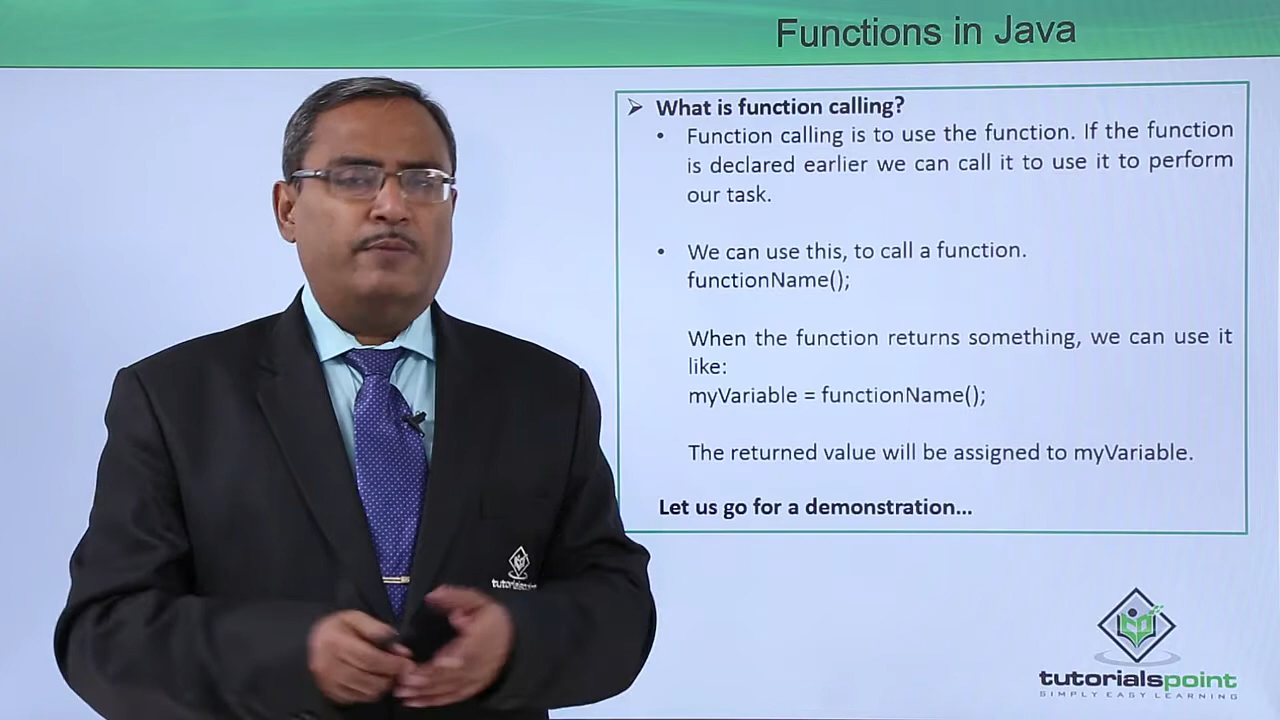 Functions in Java
➢ What is function calling?
• Function calling is to use the function. If the function
is declared earlier we can call it to use it to perform
our task.
• We can use this, to call a function.
functionName();
When the function returns something, we can use it
like:
myVariable = functionName();
The returned value will be assigned to myVariable.
Let us go for a demonstration...
tutorialspoint
tutorialspoint
SIMPLY EASY LEARNING